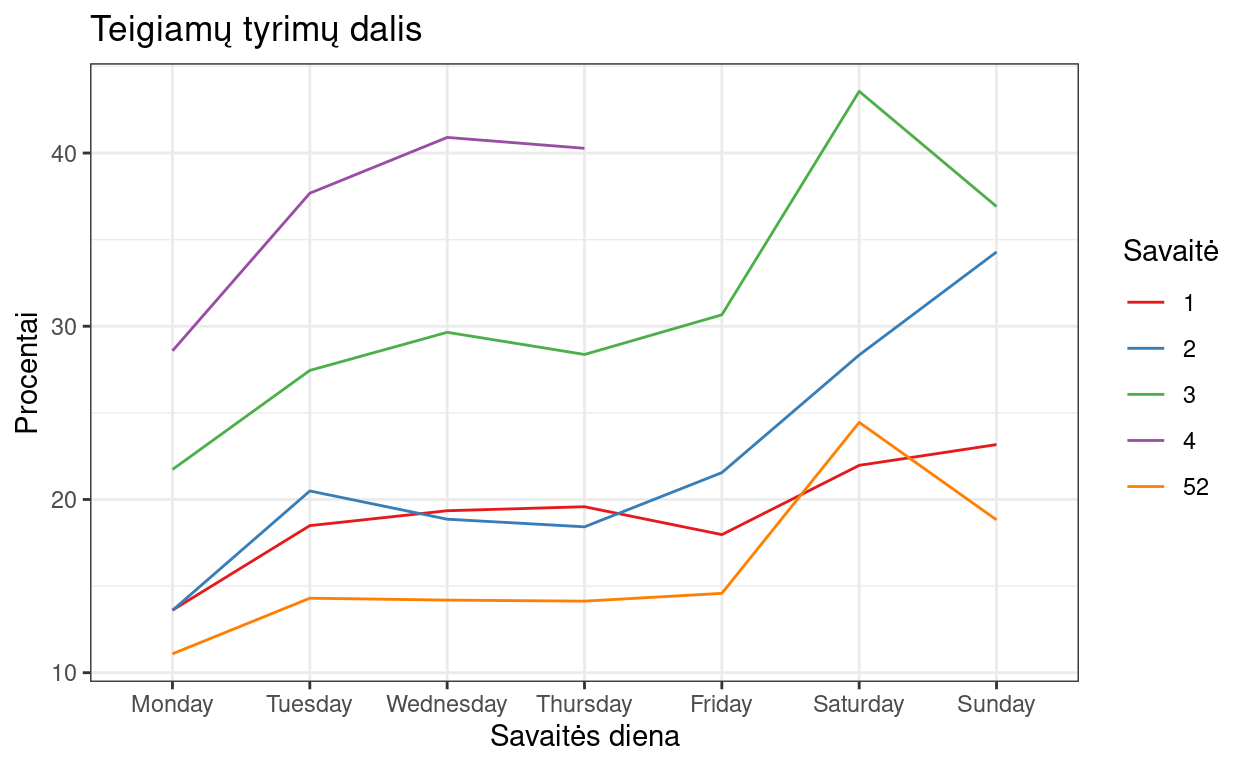 Teigiamų tyrimų dalis
Procentai
40
30
20
10
Monday Tuesday Wednesday Thursday Friday Saturday Sunday
Savaitės diena
Savaitė
1
2
3
4
52